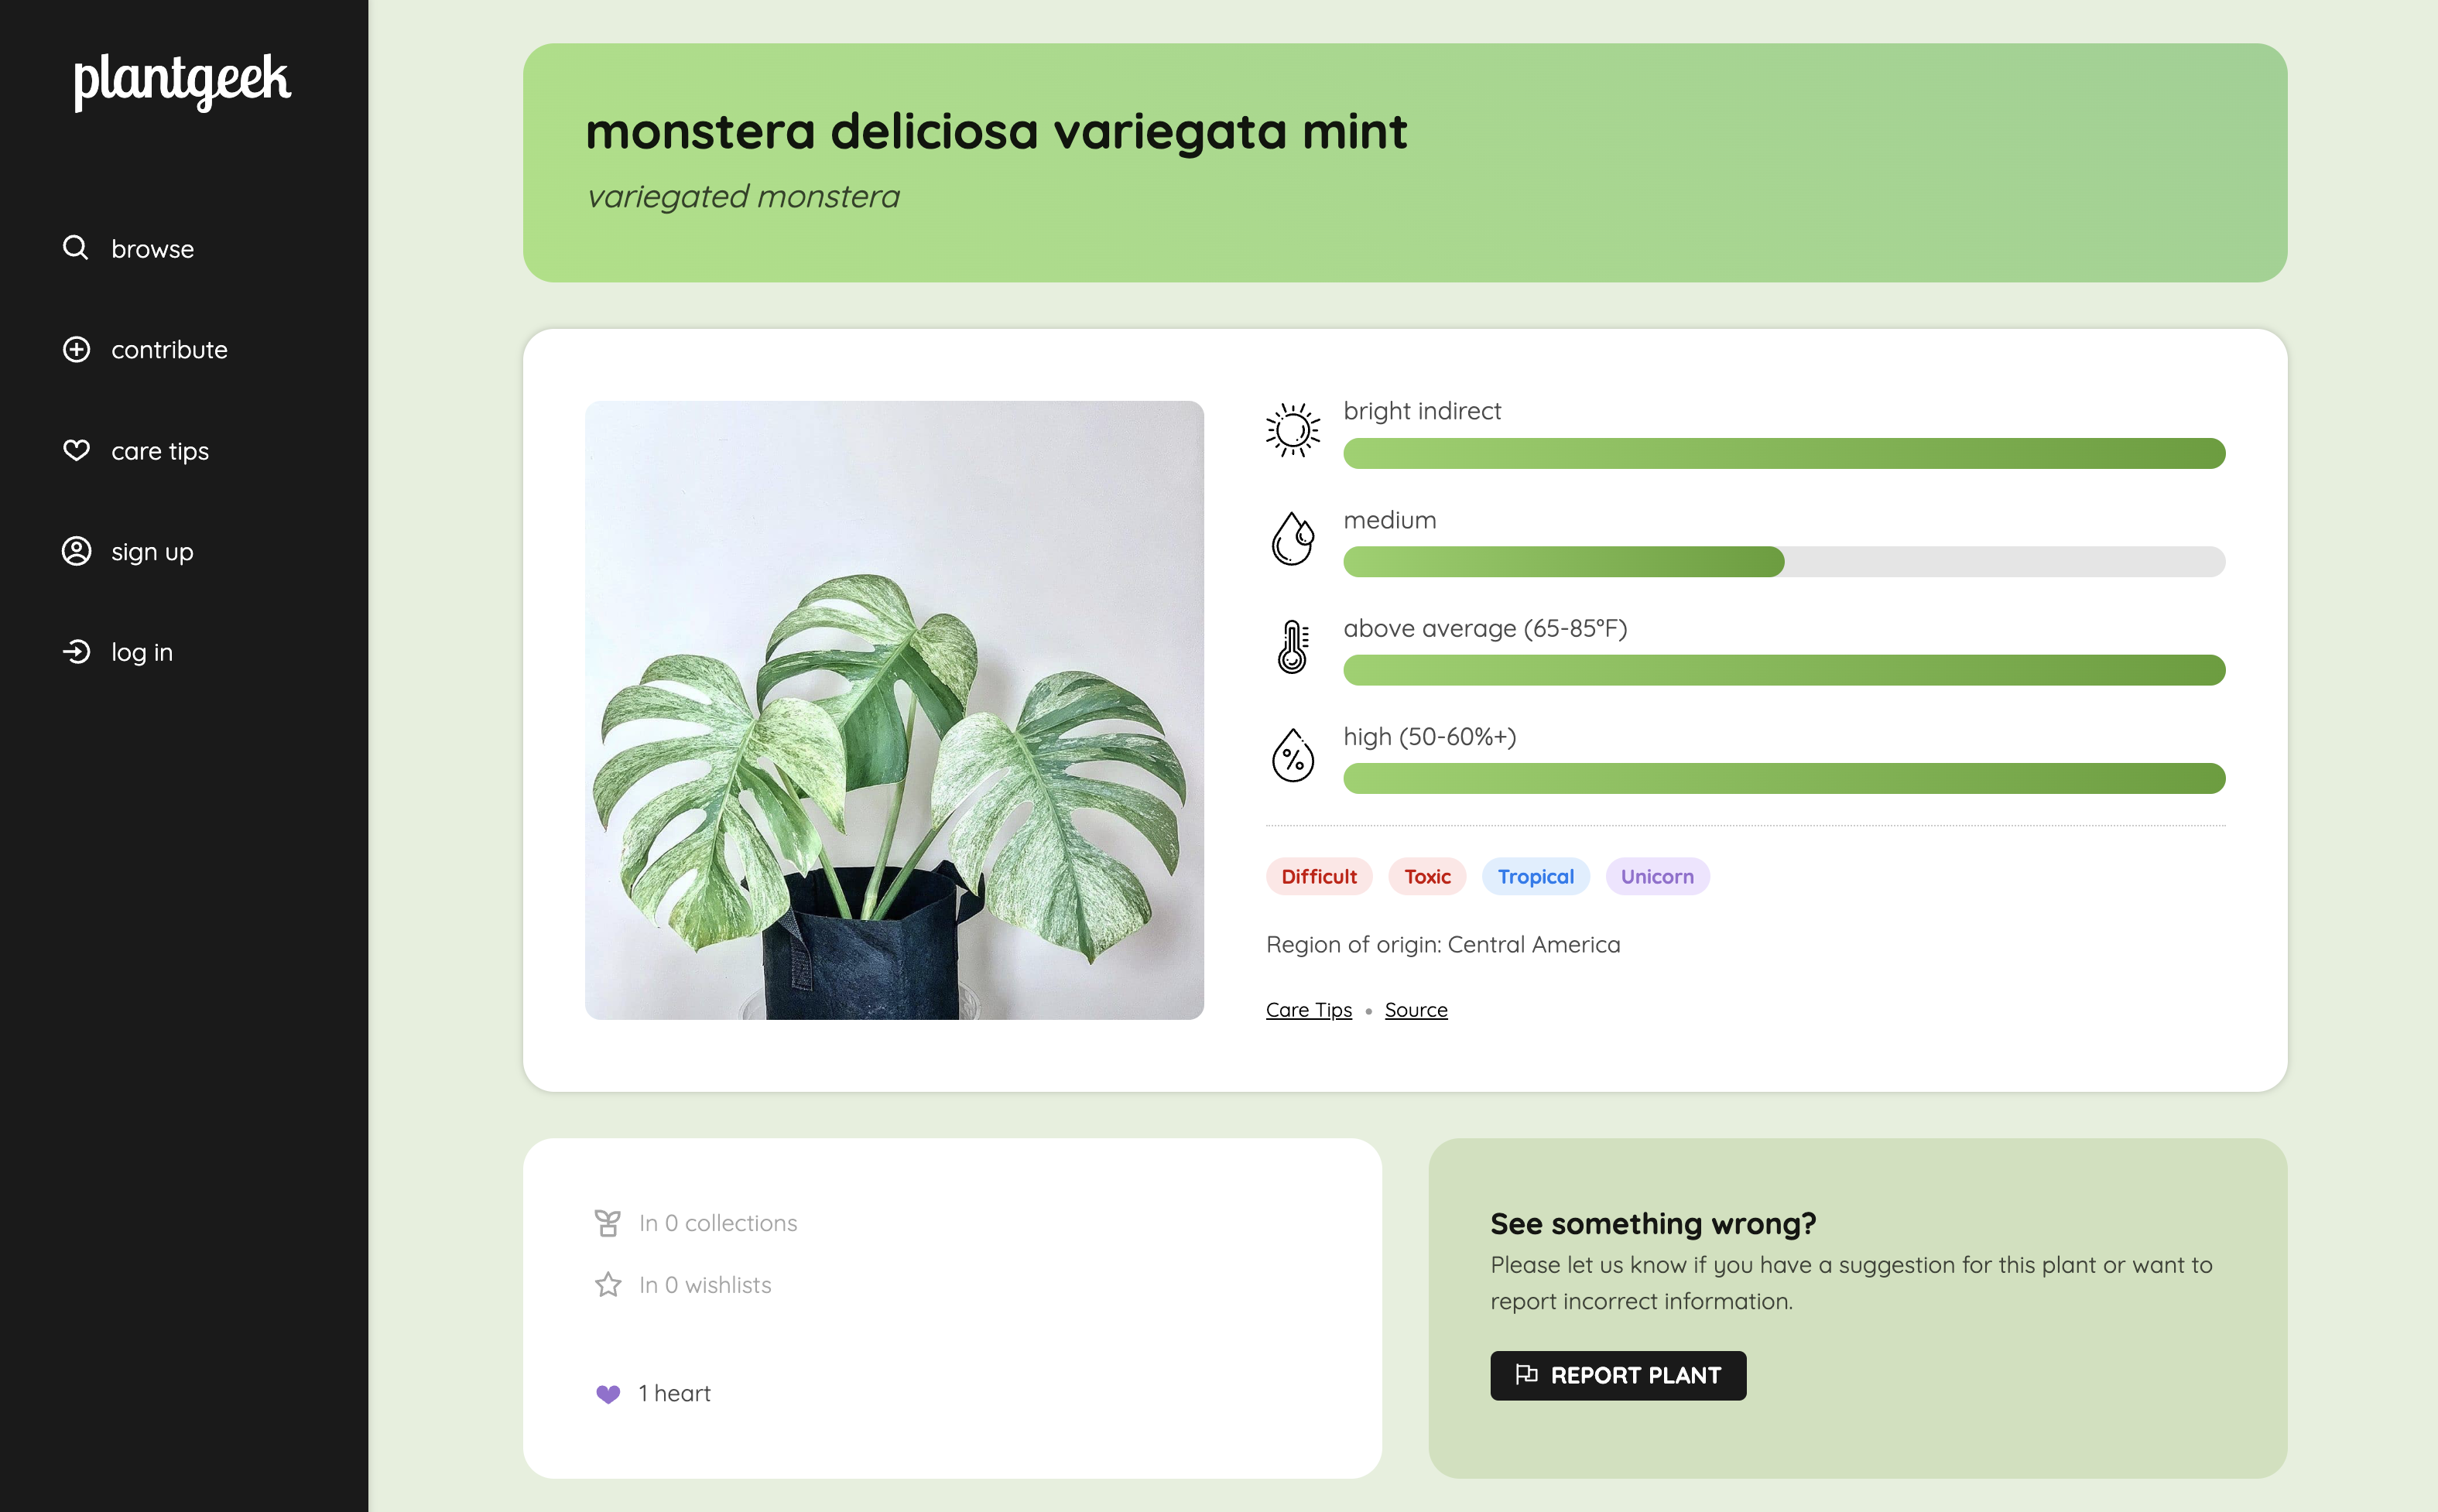 plantgeek
browse
contribute
care tips
sign up
log in
monstera deliciosa variegata mint
variegated monstera
bright indirect
medium
above average (65-85°F)
high (50-60%+)
Difficult Toxic Tropical Unicorn
Region of origin: Central America
Care Tips • Source
In 0 collections
In 0 wishlists
1 heart
See something wrong?
Please let us know if you have a suggestion for this plant or want to
report incorrect information.
REPORT PLANT